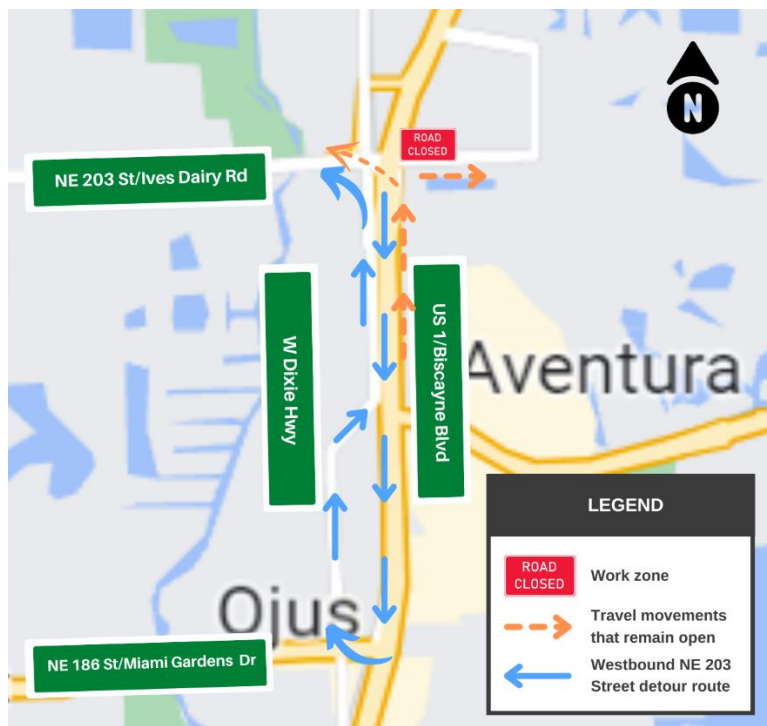 N
ROAD
CLOSED
NE 203 St/Ives Dairy Rd
W Dixie Hwy
US 1/Biscayne Blvd
Aventura
Ojus
NE 186 St/Miami Gardens Dr
LEGEND
ROAD
CLOSED
Work zone
Travel movements
that remain open
Westbound NE 203
Street detour route